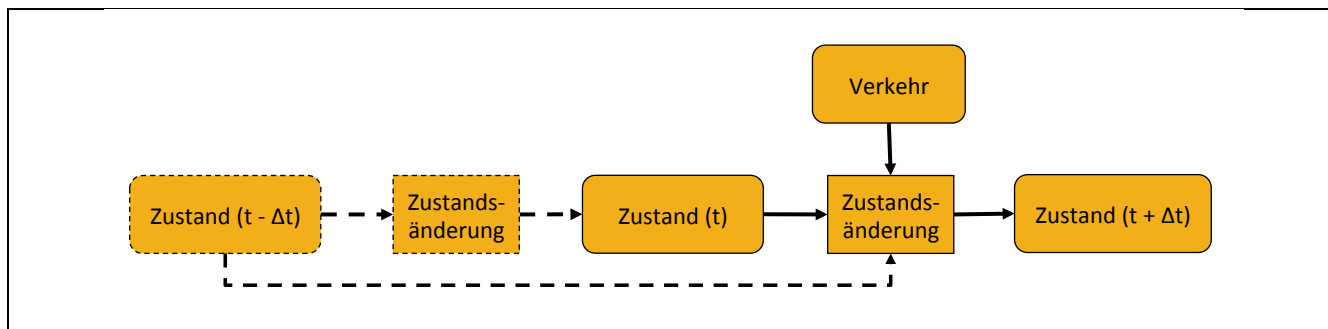 Verkehr
Zustand (t - Δt)
Zustands-
änderung
Zustand (t)
Zustands-
änderung
Zustand (t + Δt)